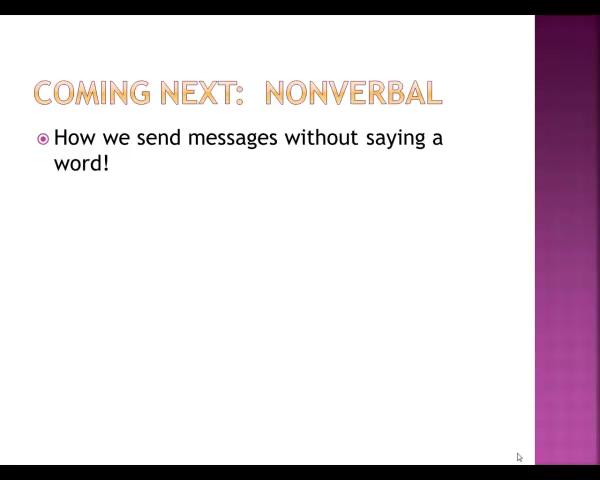 COMING NEXT: NONVERBAL
How we send messages without saying a
word!